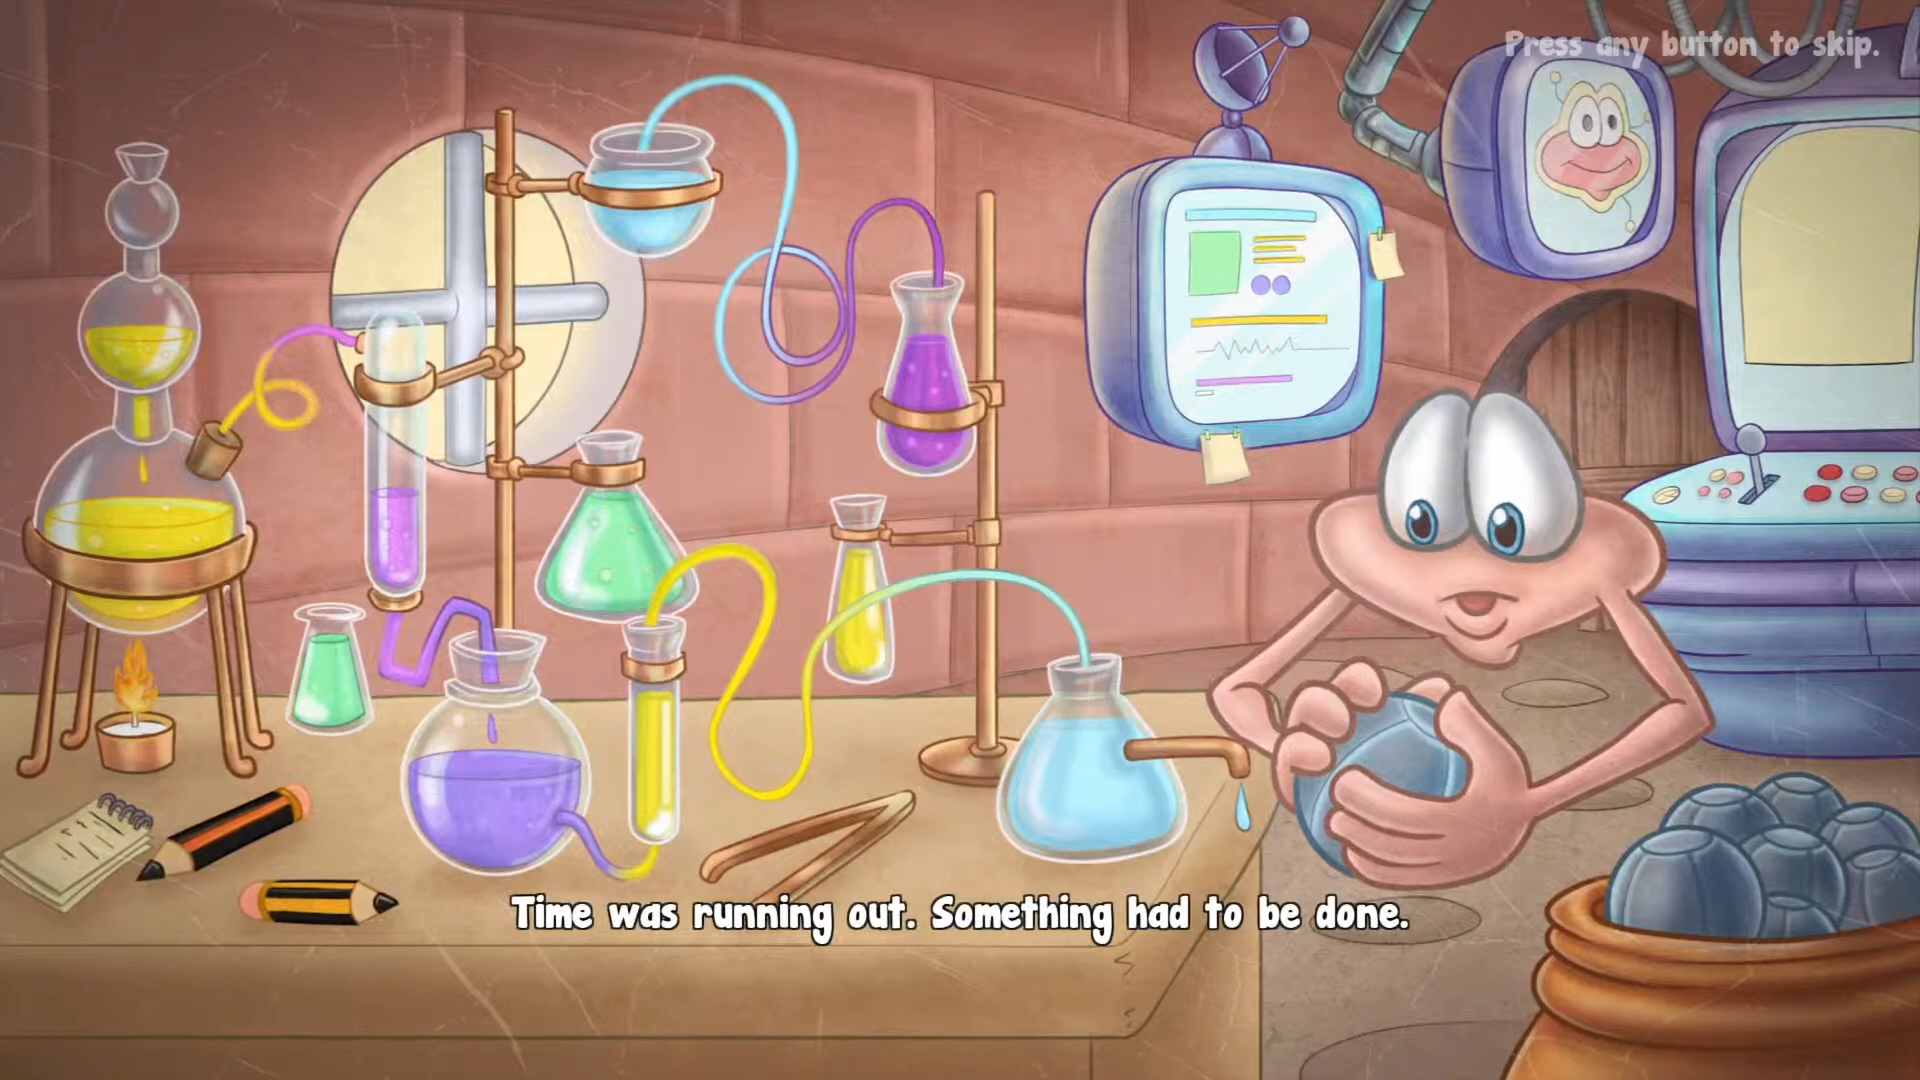 Press any button to skip.
Time was running out. Something had to be done.